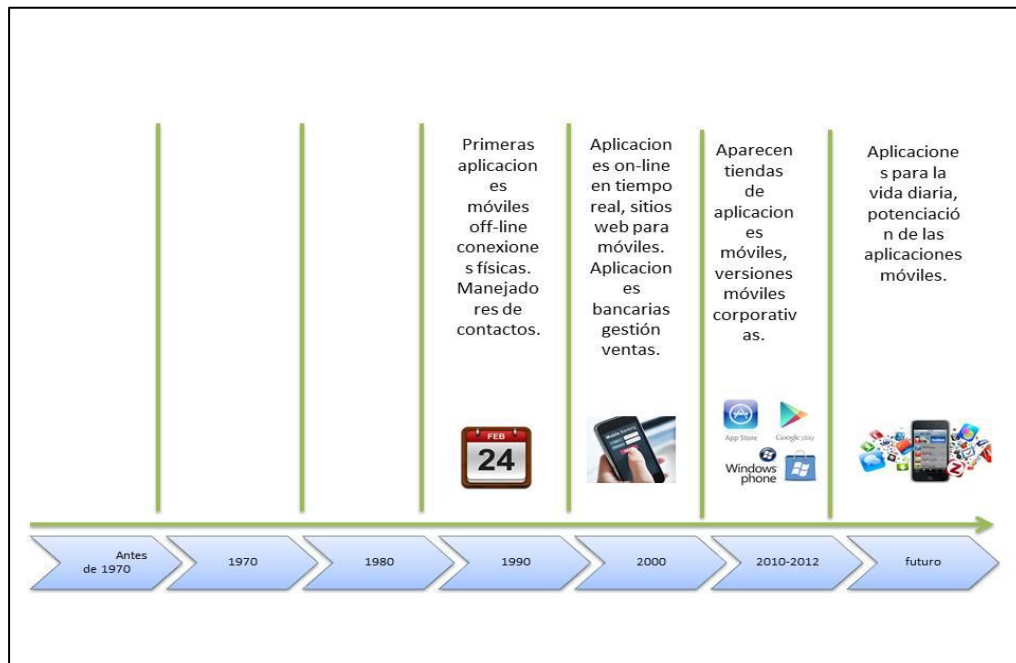 Primeras
aplicacion
es
móviles
off-line
conexione
s físicas.
Manejado
res de
contactos.
Aplicacion
es on-line
en tiempo
real, sitios
web para
móviles.
Aplicacion
es
bancarias
gestión
ventas.
Aparecen
tiendas
de
aplicacion
es
móviles,
versiones
móviles
corporativ
as.
Aplicacione
s para la
vida diaria,
potenciació
n de las
aplicaciones
móviles.
FEB
24
Mobile Banking
App Store
Google play
Windows
phone
Antes
de 1970
1970
1980
1990
2000
2010-2012
futuro